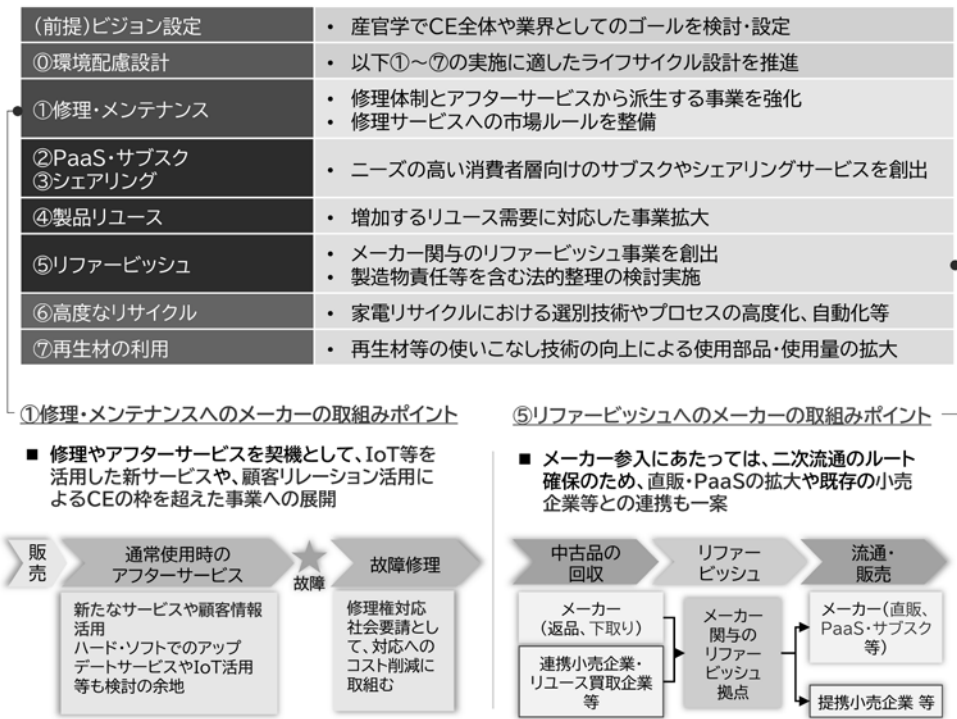 (前提)ビジョン設定
• 産官学でCE全体や業界としてのゴールを検討・設定
⓪環境配慮設計
• 以下①～⑦の実施に適したライフサイクル設計を推進
①修理・メンテナンス
• 修理体制とアフターサービスから派生する事業を強化
• 修理サービスへの市場ルールを整備
②PaaS・サブスク
③シェアリング
• ニーズの高い消費者層向けのサブスクやシェアリングサービスを創出
④製品リユース
• 増加するリユース需要に対応した事業拡大
⑤リファービッシュ
• メーカー関与のリファービッシュ事業を創出
• 製造物責任等を含む法的整理の検討実施
⑥高度なリサイクル
• 家電リサイクルにおける選別技術やプロセスの高度化、自動化等
⑦再生材の利用
• 再生材等の使いこなし技術の向上による使用部品・使用量の拡大
①修理・メンテナンスへのメーカーの取組みポイント
■ 修理やアフターサービスを契機として、IoT等を
活用した新サービスや、顧客リレーション活用に
よるCEの枠を超えた事業への展開
販
売
通常使用時の
アフターサービス
故障
故障修理
新たなサービスや顧客情報
活用
ハード・ソフトでのアップ
デートサービスやIoT活用
等も検討の余地
修理権対応
社会要請とし
て、対応への
コスト削減に
取組む
⑤リファービッシュへのメーカーの取組みポイント
■ メーカー参入にあたっては、二次流通のルート
確保のため、直販・PaaSの拡大や既存の小売
企業等との連携も一案
中古品の
回収
リファー
ビッシュ
流通・
販売
メーカー
(返品、下取り)
連携小売企業・
リユース買取企業
等
メーカー
関与の
リファー
ビッシュ
拠点
メーカー(直販、
PaaS・サブスク
等)
提携小売企業 等